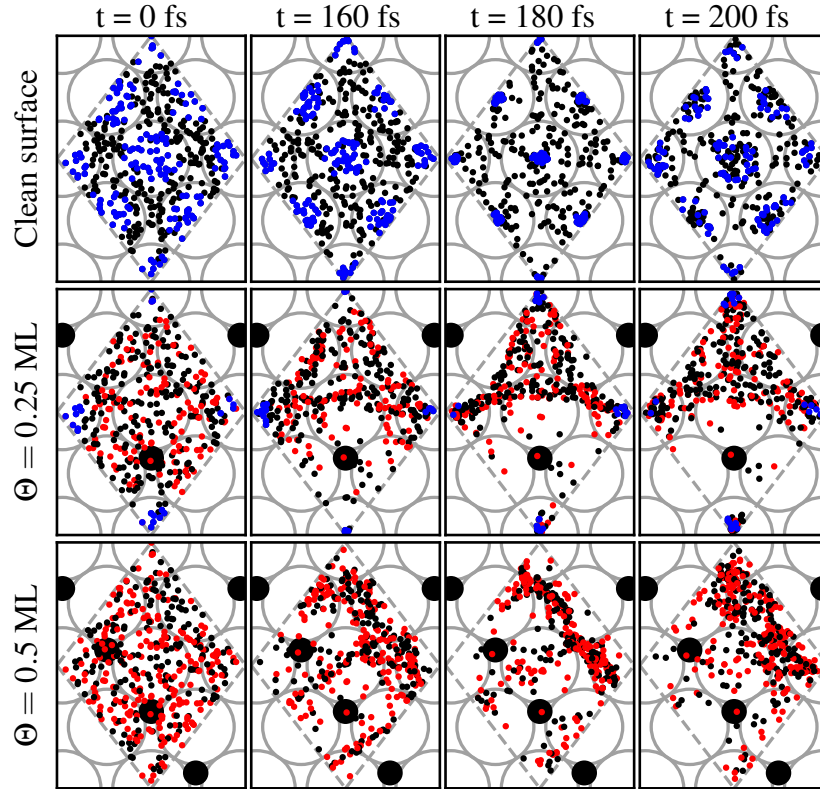 t = 0 fs
t = 160 fs
t = 180 fs
t = 200 fs
Clean surface
Θ = 0.25 ML
Θ = 0.5 ML